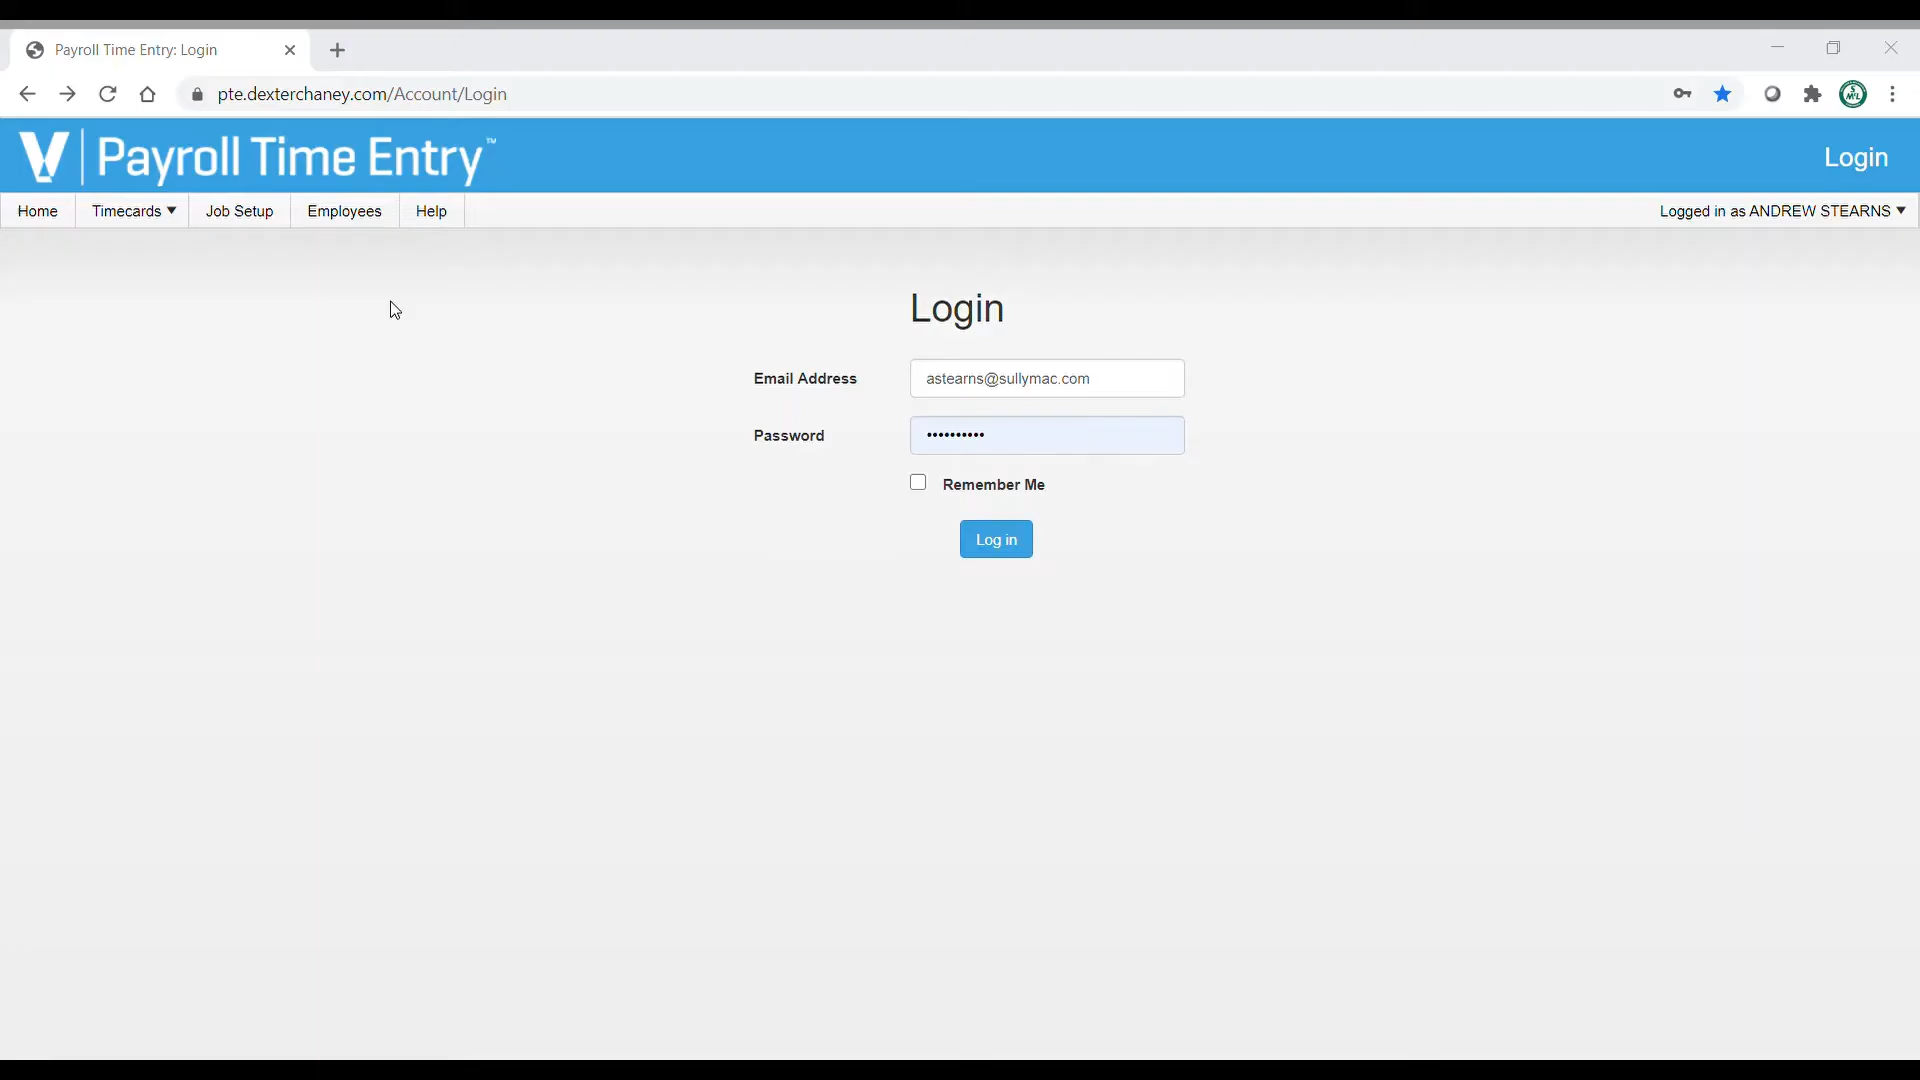 Payroll Time Entry: Login
pte.dexterchaney.com/Account/Login
Payroll Time Entry™
Login
Home
Timecards ▼
Job Setup
Employees
Help
Logged in as ANDREW STEARNS ▼
Login
Email Address
astearns@sullymac.com
Password
••••••••••
Remember Me
Log in